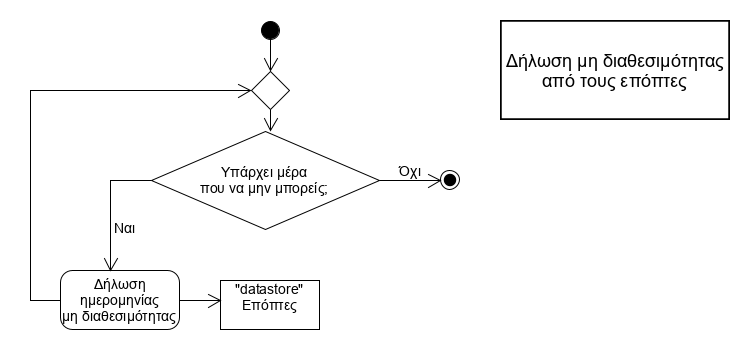 Δήλωση μη διαθεσιμότητας
από τους επόπτες
Υπάρχει μέρα
που να μην μπορείς;
Όχι
Ναι
Δήλωση
ημερομηνίας
μη διαθεσιμότητας
"datastore"
Επόπτες